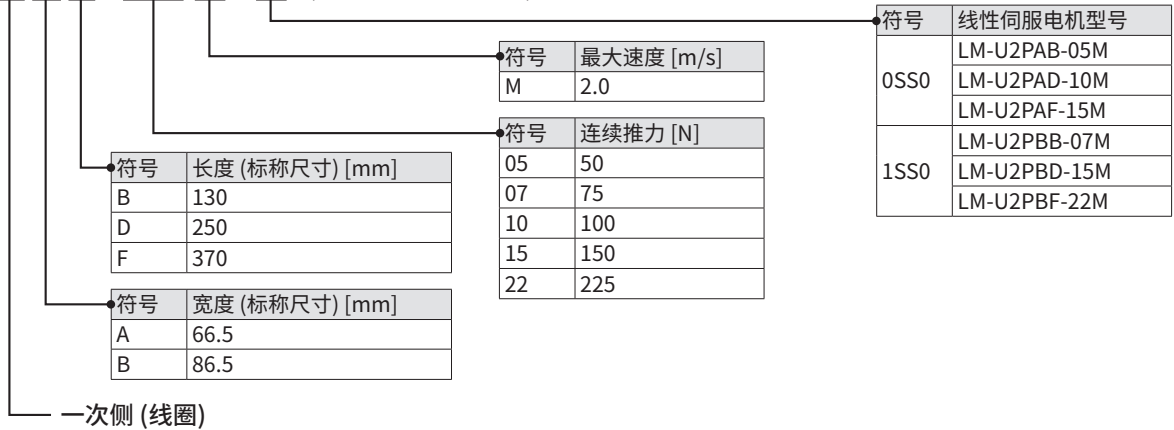 符号 线性伺服电机型号
0SS0 LM-U2PAB-05M
LM-U2PAD-10M
LM-U2PAF-15M
1SS0 LM-U2PBB-07M
LM-U2PBD-15M
LM-U2PBF-22M
符号 最大速度 [m/s]
M 2.0
符号 连续推力 [N]
05 50
07 75
10 100
15 150
22 225
符号 长度 (标称尺寸) [mm]
B 130
D 250
F 370
符号 宽度 (标称尺寸) [mm]
A 66.5
B 86.5
一次侧 (线圈)